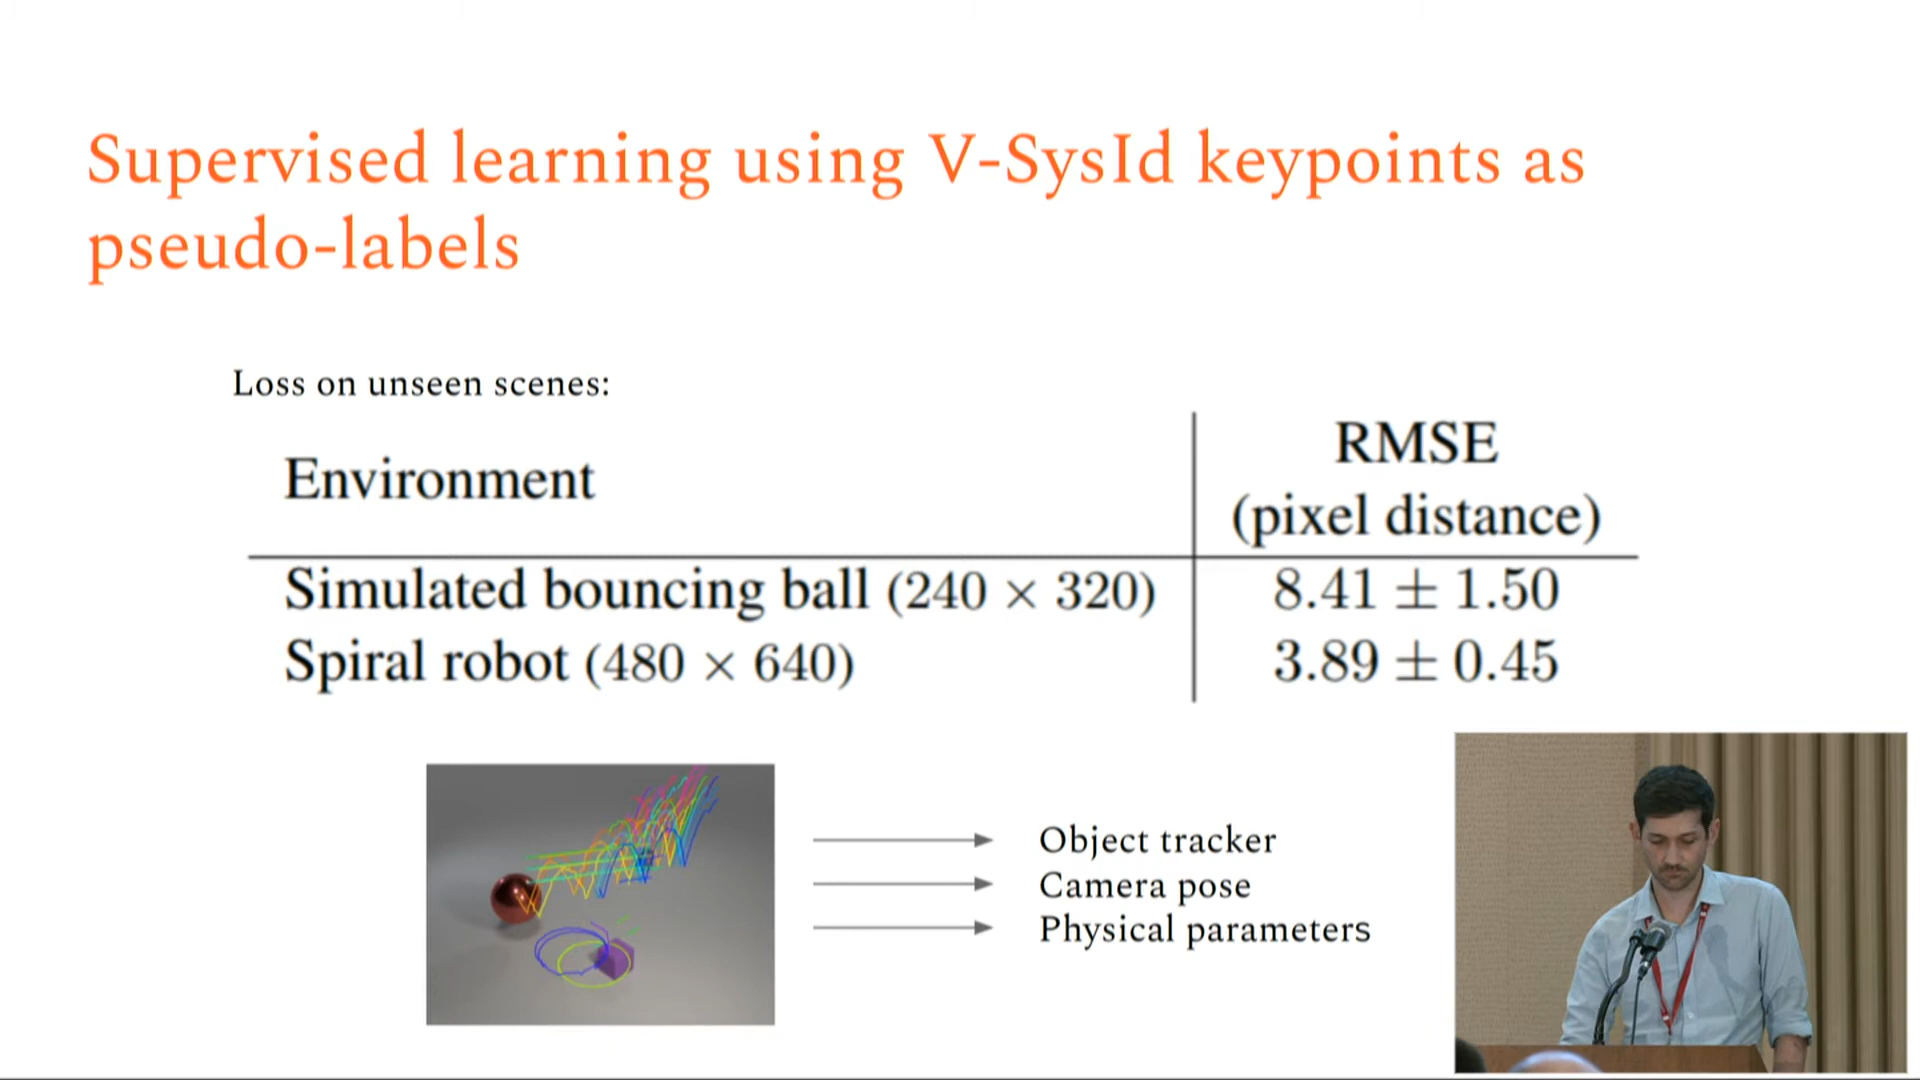 Supervised learning using V-SysId keypoints as
pseudo-labels
Loss on unseen scenes:
Environment
RMSE
(pixel distance)
Simulated bouncing ball (240 × 320) 8.41 ± 1.50
Spiral robot (480 × 640) 3.89 ± 0.45
Object tracker
Camera pose
Physical parameters